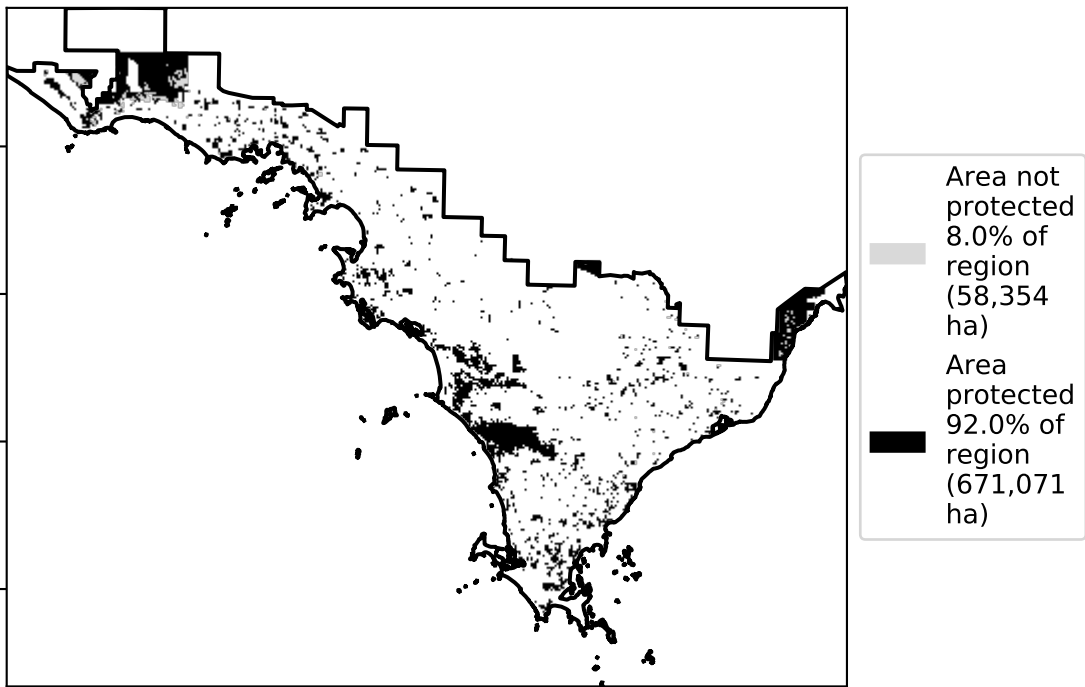 Area not
protected
8.0% of
region
(58,354
ha)
Area
protected
92.0% of
region
(671,071
ha)